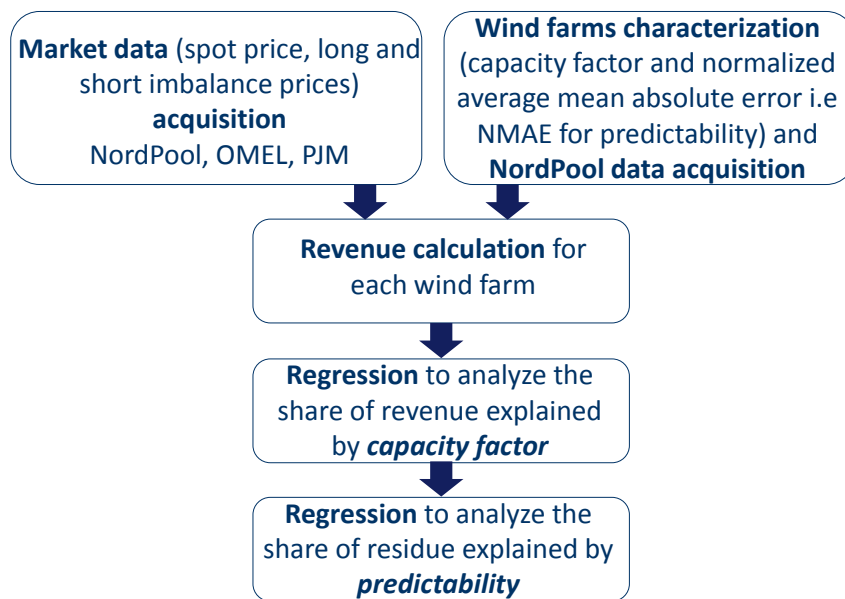 Market data (spot price, long and
short imbalance prices)
acquisition
NordPool, OMEL, PJM
Wind farms characterization
(capacity factor and normalized
average mean absolute error i.e
NMAE for predictability) and
NordPool data acquisition
Revenue calculation for
each wind farm
Regression to analyze the
share of revenue explained
by capacity factor
Regression to analyze the
share of residue explained by
predictability